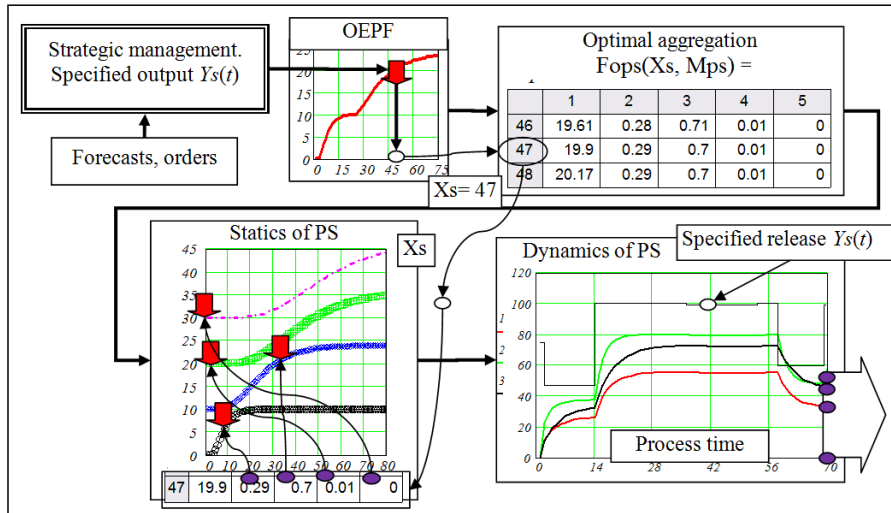 Strategic management.
Specified output Ys(t)
Forecasts, orders
OEPF
25
20
15
10
5
0
0 15 30 45 60 75
Xs= 47
Optimal aggregation
Fops(Xs, Mps) =
1 2 3 4 5
46 19.61 0.28 0.71 0.01 0
47 19.9 0.29 0.7 0.01 0
48 20.17 0.29 0.7 0.01 0
Statics of PS
Xs
45
40
35
30
25
20
15
10
5
0
0 10 20 30 40 50 60 70 80
47 19.9 0.29 0.7 0.01 0
Dynamics of PS
Specified release Ys(t)
120
100
80
60
40
20
0
1
2
3
0 14 28 42 56 70
Process time